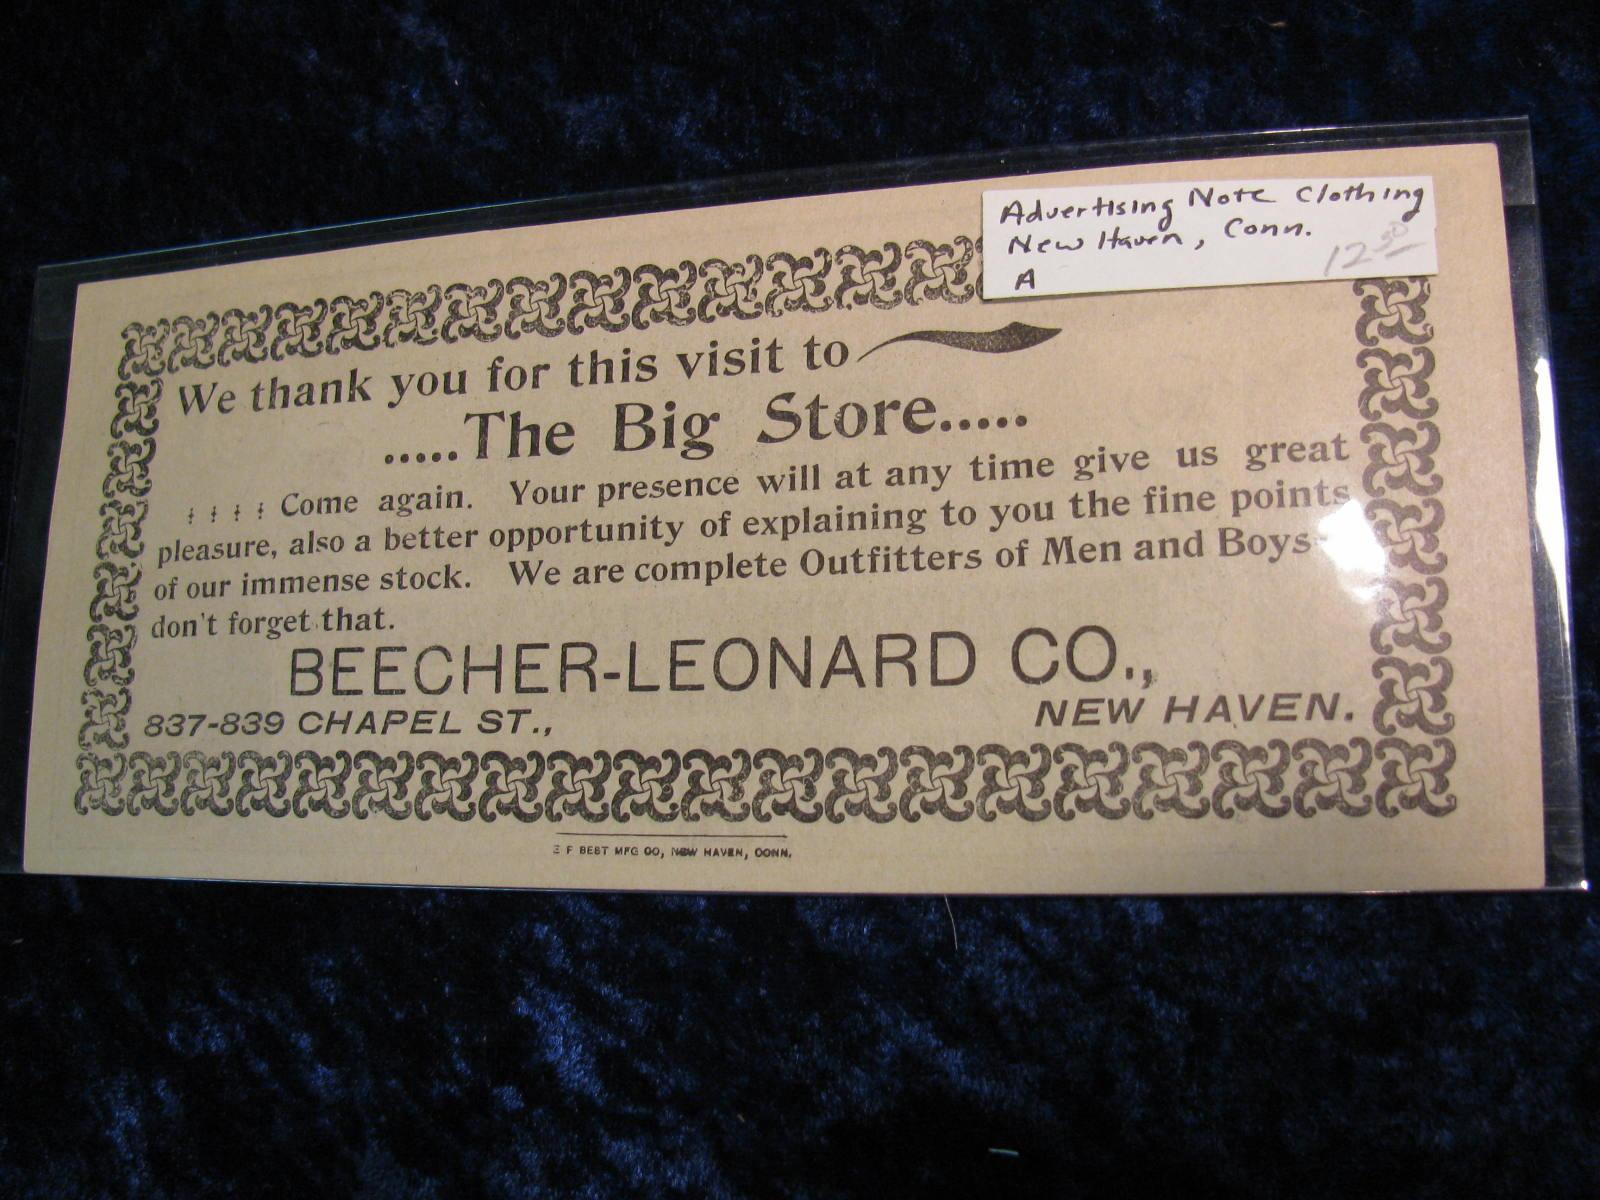 Advertising Note Clothing
New Haven, Conn.
12.50
A
We thank you for this visit to
.....The Big Store.....
Come again. Your presence will at any time give us great
pleasure, also a better opportunity of explaining to you the fine points
of our immense stock. We are complete Outfitters of Men and Boys
don't forget that.
BEECHER-LEONARD CO.,
837-839 CHAPEL ST., NEW HAVEN.
E F BEST MFG CO, NEW HAVEN, CONN.